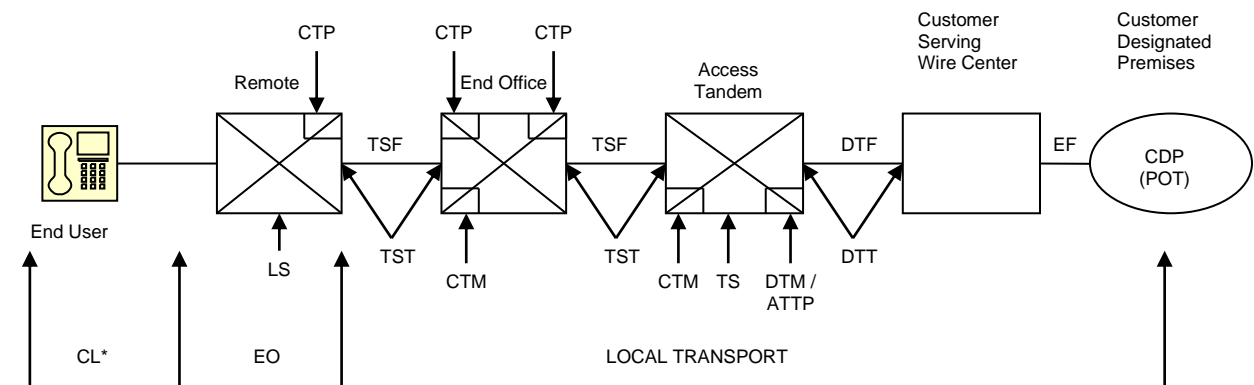 Customer
Serving
Wire Center
Customer
Designated
Premises
CTP
CTP
CTP
Remote
End Office
Access
Tandem
TSF
TSF
DTF
EF
CDP
(POT)
End User
LS
TST
CTM
TST
CTM
TS
DTM /
ATTP
DTT
CL*
EO
LOCAL TRANSPORT